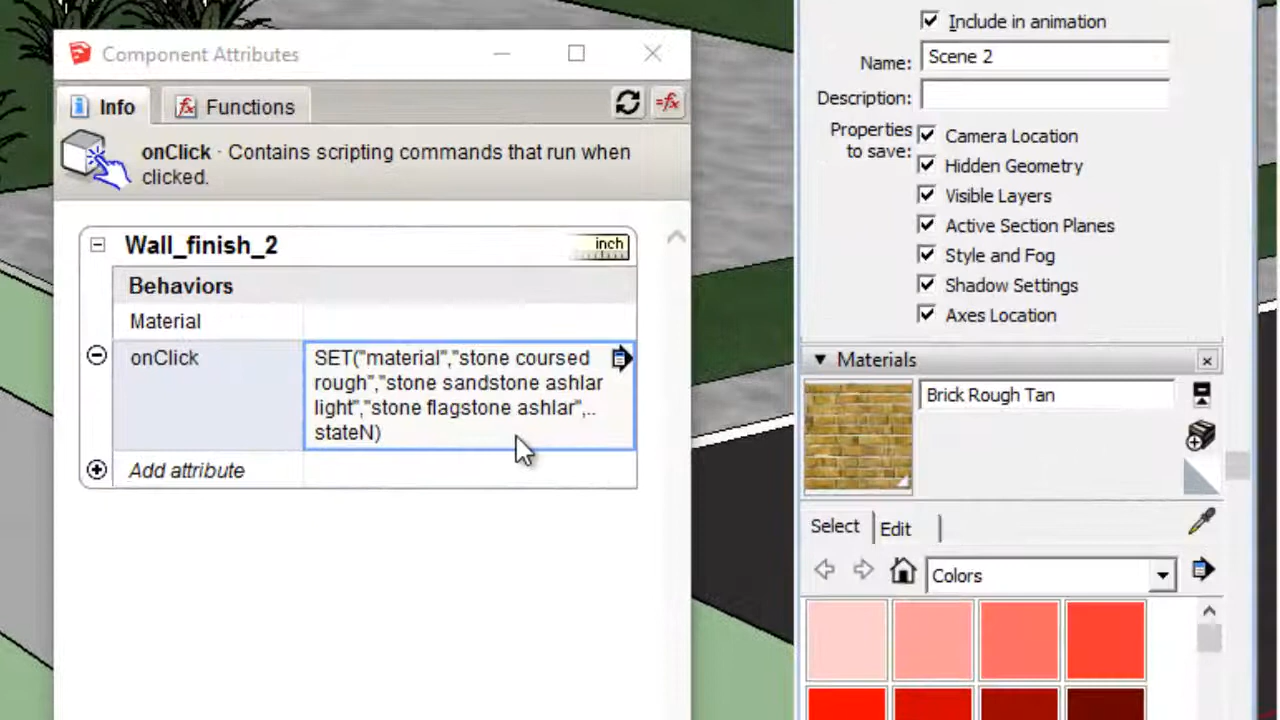 Component Attributes
Info
Functions
=fx
onClick · Contains scripting commands that run when
clicked.
Wall_finish_2
inch
Behaviors
Material
onClick
SET("material","stone coursed
rough","stone sandstone ashlar
light","stone flagstone ashlar",..
stateN)
Add attribute
Include in animation
Name: Scene 2
Description:
Properties
to save:
Camera Location
Hidden Geometry
Visible Layers
Active Section Planes
Style and Fog
Shadow Settings
Axes Location
Materials
Brick Rough Tan
Select
Edit
Colors